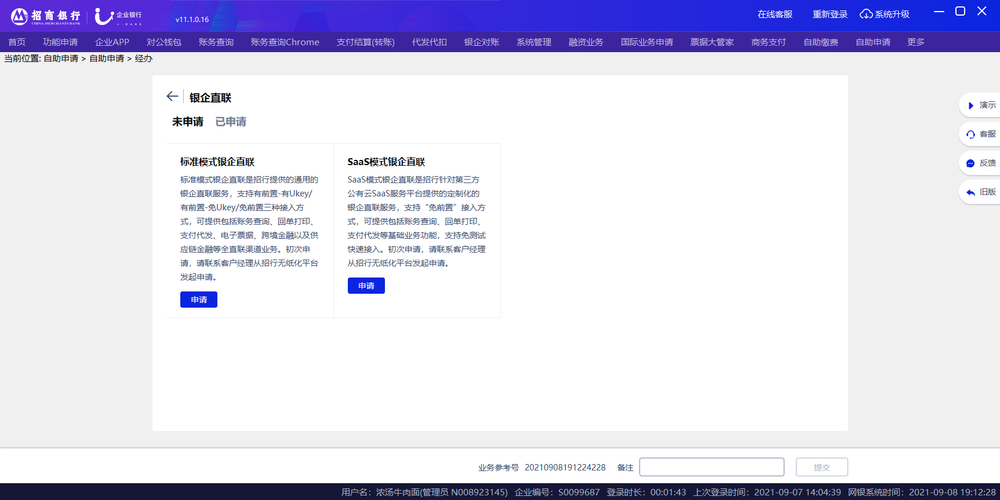 招商银行 企业银行
CHINA MERCHANTS BANK U-BANK
v11.1.0.16
在线客服 重新登录 系统升级
首页 功能申请 企业APP 对公钱包 账务查询 账务查询Chrome 支付结算(转账) 代发代扣 银企对账 系统管理 融资业务 国际业务申请 票据大管家 商务支付 自助缴费 自助申请 更多
当前位置: 自助申请 > 自助申请 > 经办
银企直联
未申请 已申请
标准模式银企直联
标准模式银企直联是招行提供的通用的
银企直联服务，支持有前置-有Ukey/
有前置-免Ukey/免前置三种接入方
式，可提供包括账务查询、回单打印、
支付代发、电子票据、跨境金融以及供
应链金融等全直联渠道业务。初次申
请，请联系客户经理从招行无纸化平台
发起申请。
申请
SaaS模式银企直联
SaaS模式银企直联是招行针对第三方
公有云SaaS服务平台提供的定制化的
银企直联服务，支持“免前置”接入方
式，可提供包括账务查询、回单打印、
支付代发等基础业务功能，支持免测试
快速接入。初次申请，请联系客户经理
从招行无纸化平台发起申请。
申请
演示
客服
反馈
旧版
业务参考号 20210908191224228 备注 提交
用户名：浓汤牛肉面(管理员 N008923145) 企业编号：S0099687 登录时长：00:01:43 上次登录时间：2021-09-07 14:04:39 网银系统时间：2021-09-08 19:12:28